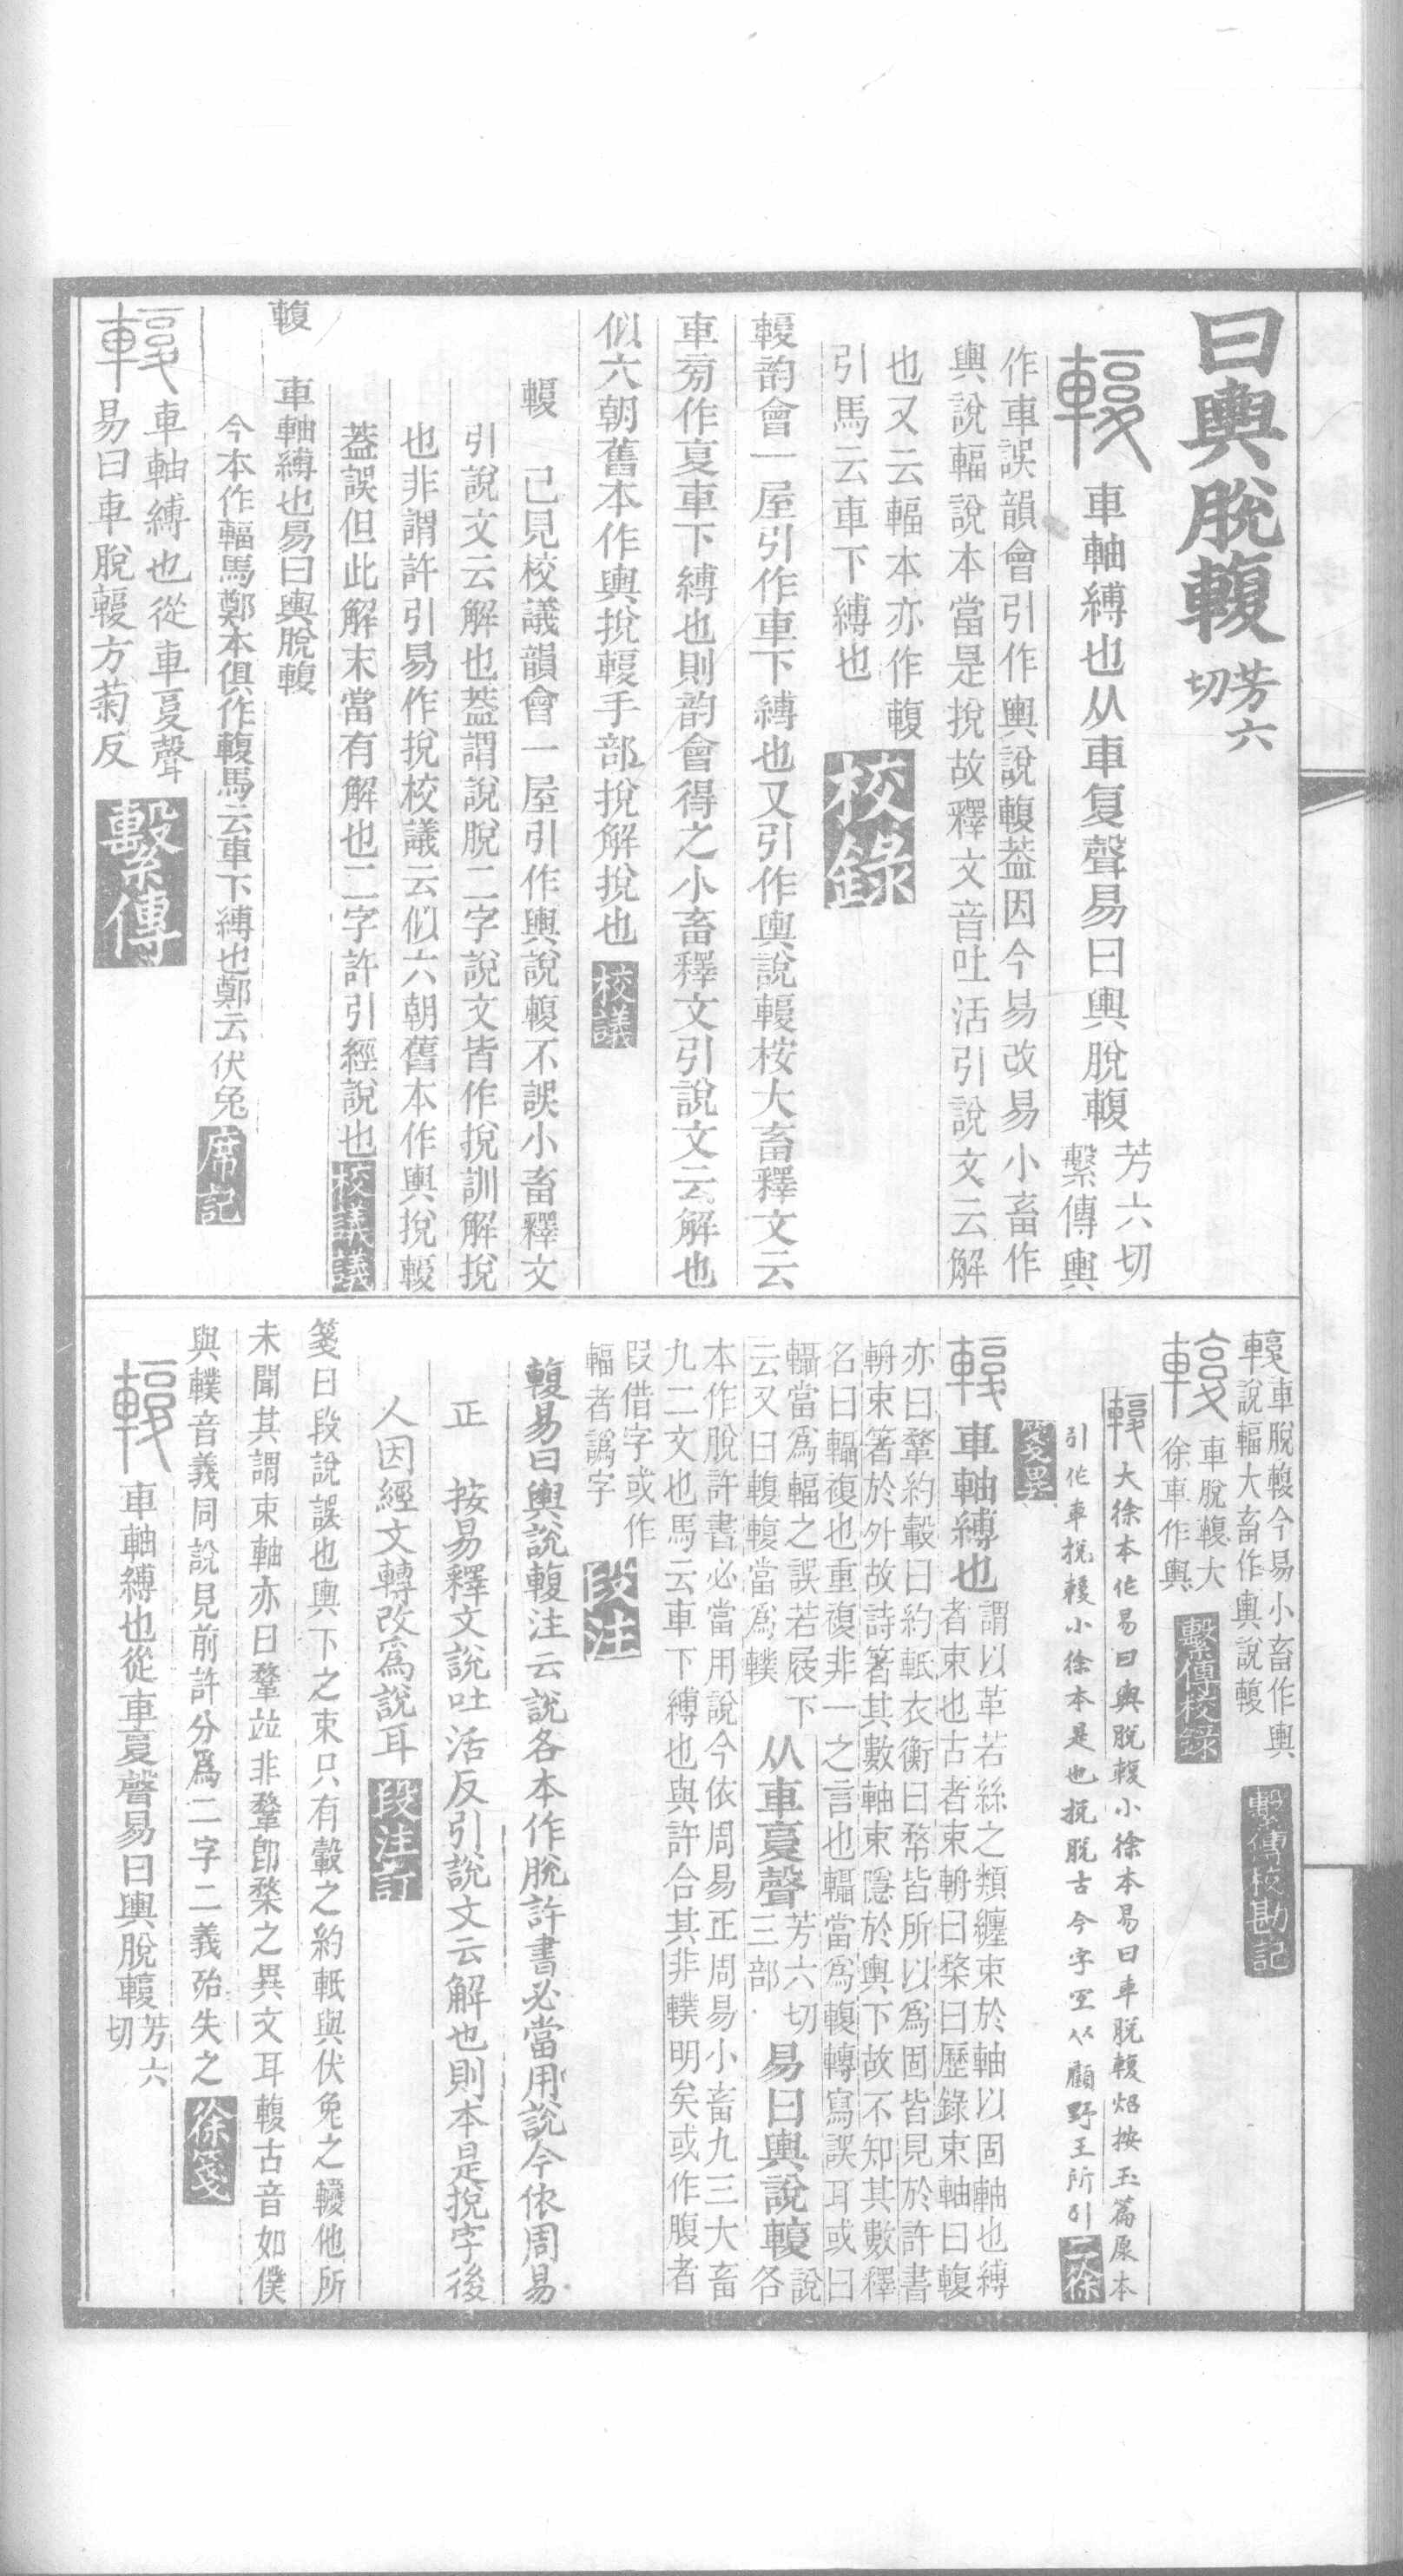 曰輿脫輹芳六切
輹車軸縛也从車复聲易曰輿脫輹芳六切繫傳輿
作車誤韻會引作輿說輹葢因今易改易小畜作
輿說輻說本當是挩故釋文音吐活引說文云解
也又云輻本亦作輹
引馬云車下縛也
校錄
輹韵會一屋引作車下縛也又引作輿說輹桉大畜釋文云
車旁作复車下縛也則韵會得之小畜釋文引說文云解也
似六朝舊本作輿挩輹手部挩解挩也校議
輹 已見校議韻會一屋引作輿說輹不誤小畜釋文
引說文云解也葢謂說脫二字說文皆作挩訓解挩
也非謂許引易作挩校議云似六朝舊本作輿挩輹
葢誤但此解末當有解也二字許引經說也校議議
輹 車軸縛也易曰輿脫輹
今本作輻馬鄭本俱作輹馬云車下縛也鄭云伏兔席記
輹車軸縛也從車复聲
易曰車脫輹方菊反
繫傳
輹車脫輹今易小畜作輿
說輻大畜作輿說輹
繫傳校勘記
輹車脫輹大
徐車作輿
繫傳校錄
輹大徐本作易曰輿脫輹小徐本易曰車脫輹炤按玉篇原本
引作車挩輹小徐本是也挩脫古今字宜从顧野王所引二徐
箋異
輹車軸縛也謂以革若絲之類纏束於軸以固軸也縛
者束也古者束輈曰楘曰歷錄束軸曰輹
亦曰鞪約轂曰約軝衣衡曰幦皆所以爲固皆見於許書
輈束箸於外故詩箸其數軸束隱於輿下故不知其數釋
名曰轐複也重複非一之言也轐當爲輹轉寫誤耳或曰
轐當爲輻之誤若屐下
云又曰輹輹當爲轐
从車复聲芳六切三部易曰輿說輹說各
本作脫許書必當用說今依周易正周易小畜九三大畜
九二文也馬云車下縛也與許合其非轐明矣或作腹者
叚借字或作
輻者譌字
段注
輹易曰輿說輹注云說各本作脫許書必當用說今依周易
正 按易釋文說吐活反引說文云解也則本是挩字後
人因經文轉改爲說耳段注訂
箋曰段說誤也輿下之束只有轂之約軝與伏兔之轐他所
未聞其謂束軸亦曰鞪竝非鞪卽楘之異文耳輹古音如僕
與轐音義同說見前許分爲二字二義殆失之徐箋
輹車軸縛也從車复聲易曰輿脫輹芳六切